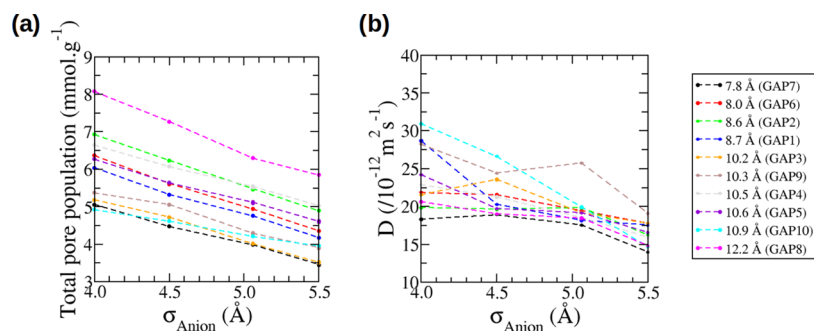 (a)
Total pore population (mmol.g⁻¹)
9
8
7
6
5
4
3
4.0 4.5 5.0 5.5
σAnion (Å)
(b)
D (/10⁻¹² m² s⁻¹)
40
35
30
25
20
15
10
4.0 4.5 5.0 5.5
σAnion (Å)
7.8 Å (GAP7)
8.0 Å (GAP6)
8.6 Å (GAP2)
8.7 Å (GAP1)
10.2 Å (GAP3)
10.3 Å (GAP9)
10.5 Å (GAP4)
10.6 Å (GAP5)
10.9 Å (GAP10)
12.2 Å (GAP8)